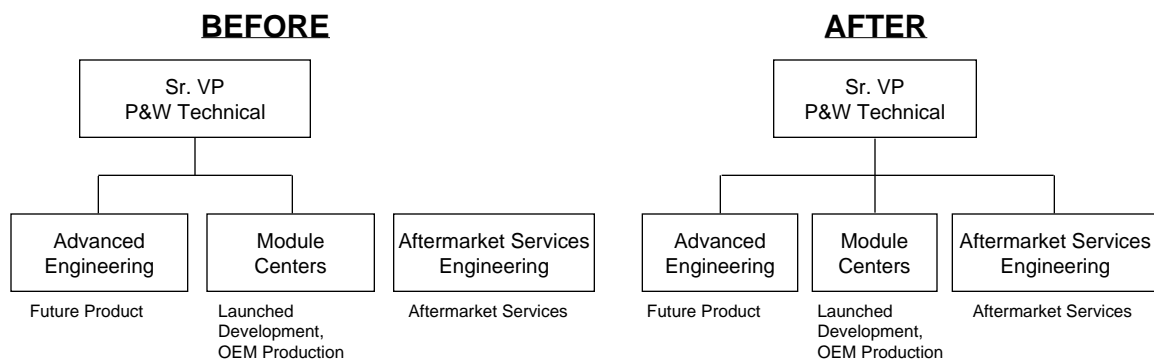 BEFORE
Sr. VP
P&W Technical
Advanced
Engineering
Module
Centers
Aftermarket Services
Engineering
Future Product
Launched
Development,
OEM Production
Aftermarket Services
AFTER
Sr. VP
P&W Technical
Advanced
Engineering
Module
Centers
Aftermarket Services
Engineering
Future Product
Launched
Development,
OEM Production
Aftermarket Services